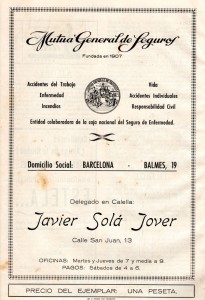 Mutua General de Seguros
Fundada en 1907
Accidentes del Trabajo
Enfermedad
Incendios
Vida
Accidentes Individuales
Responsabilidad Civil
Entidad colaboradora de la caja nacional del Seguro de Enfermedad.
Domicilio Social: BARCELONA - BALMES, 19
Delegado en Calella:
Javier Solá Jover
Calle San Juan, 13
OFICINAS: Martes y Jueves de 7 y media a 9.
PAGOS: Sábados de 4 a 6.
PRECIO DEL EJEMPLAR: UNA PESETA.